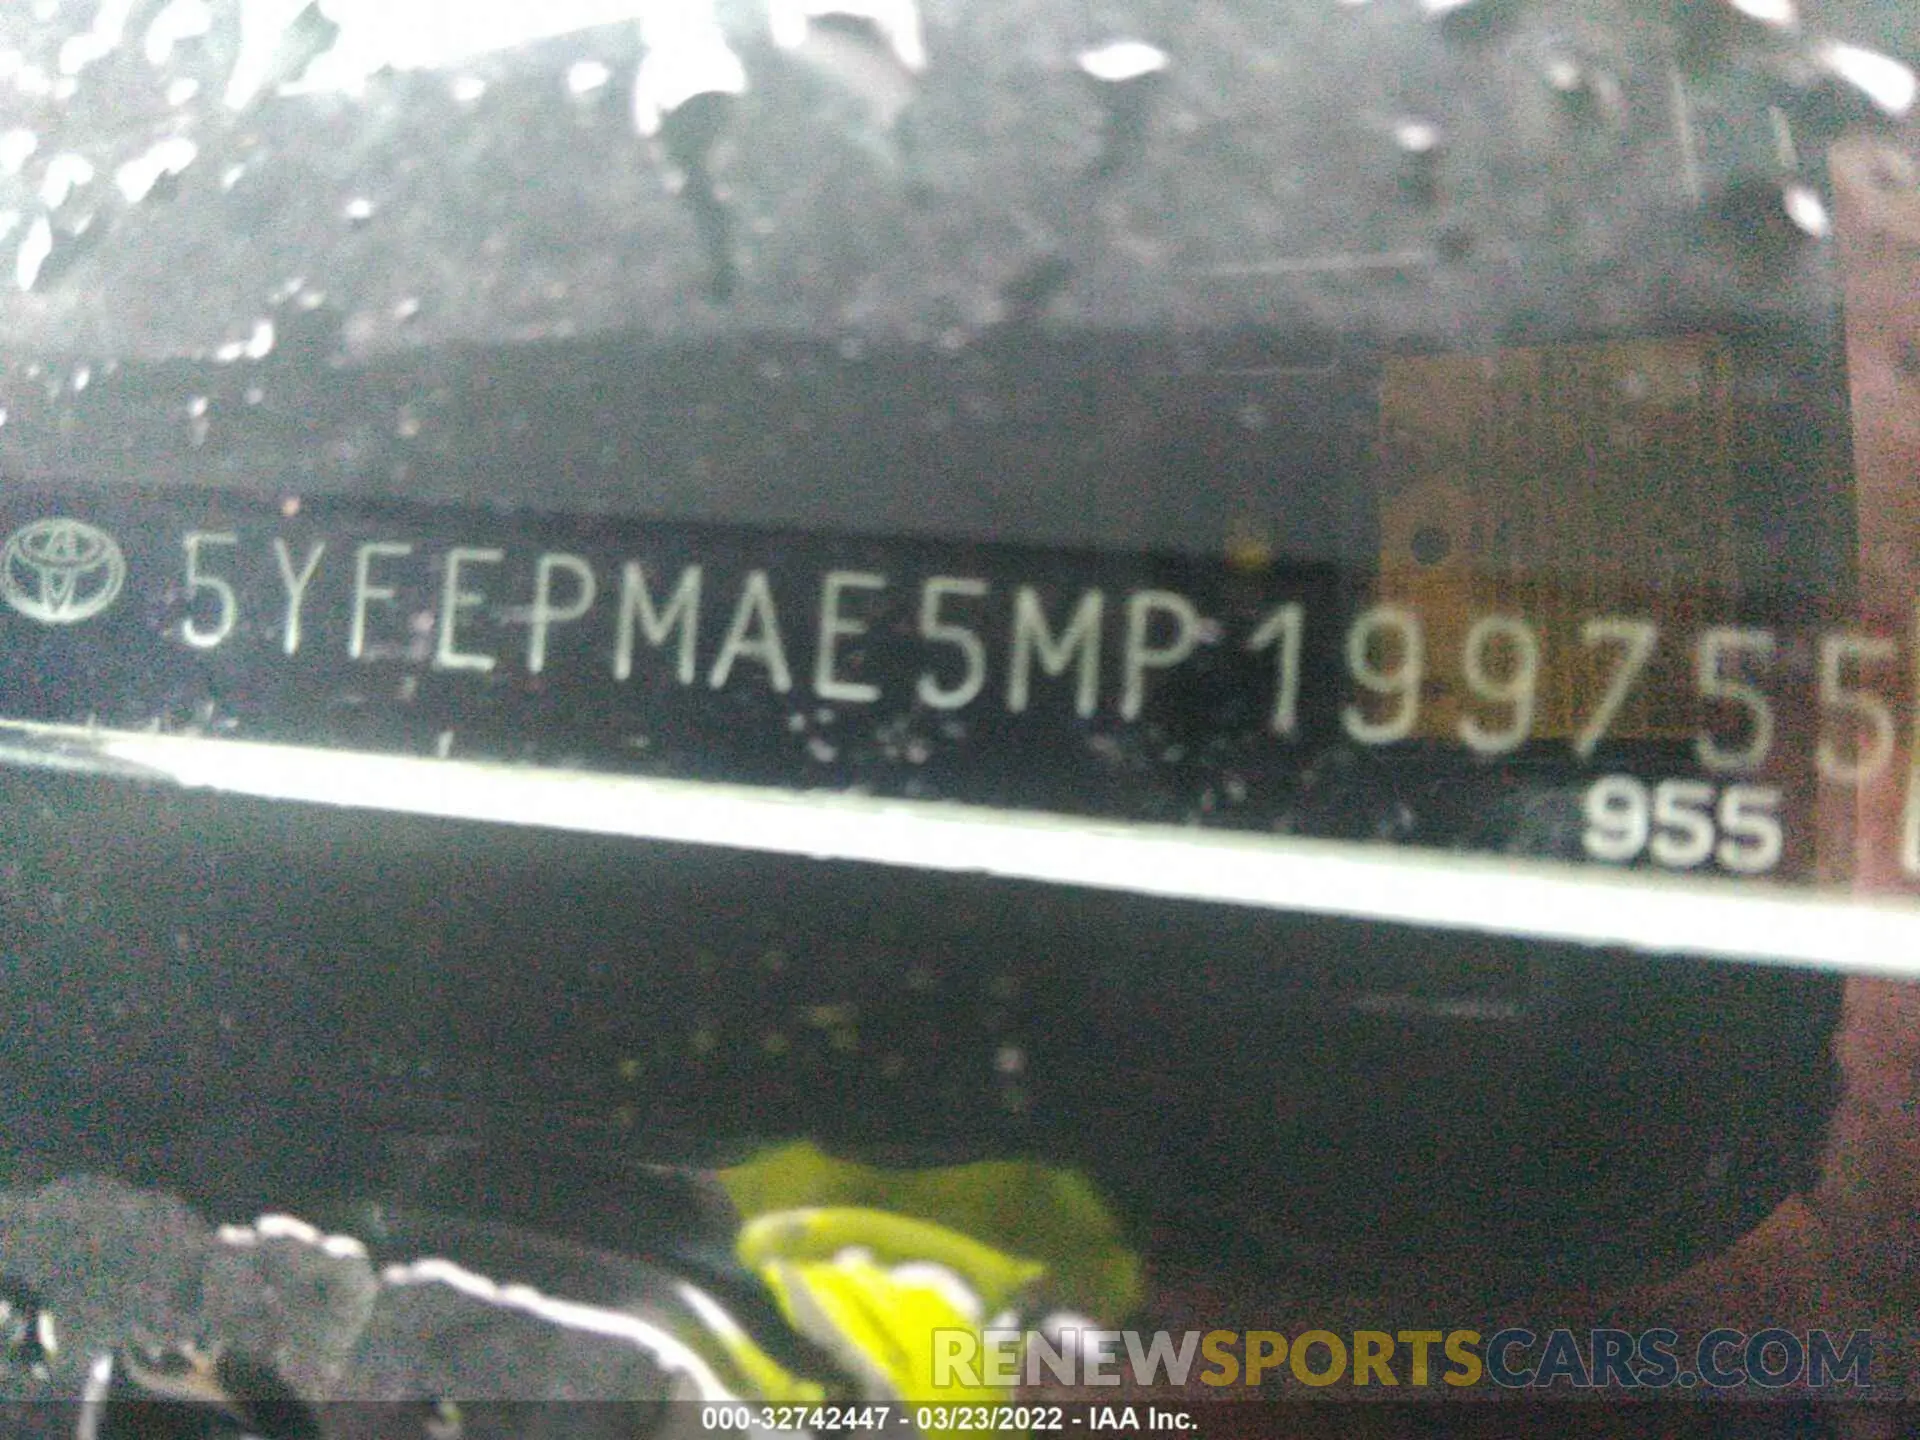 5YFEPMAE5MP199755
955
RENEWSPORTSCARS.COM
000-32742447 - 03/23/2022 - IAA Inc.